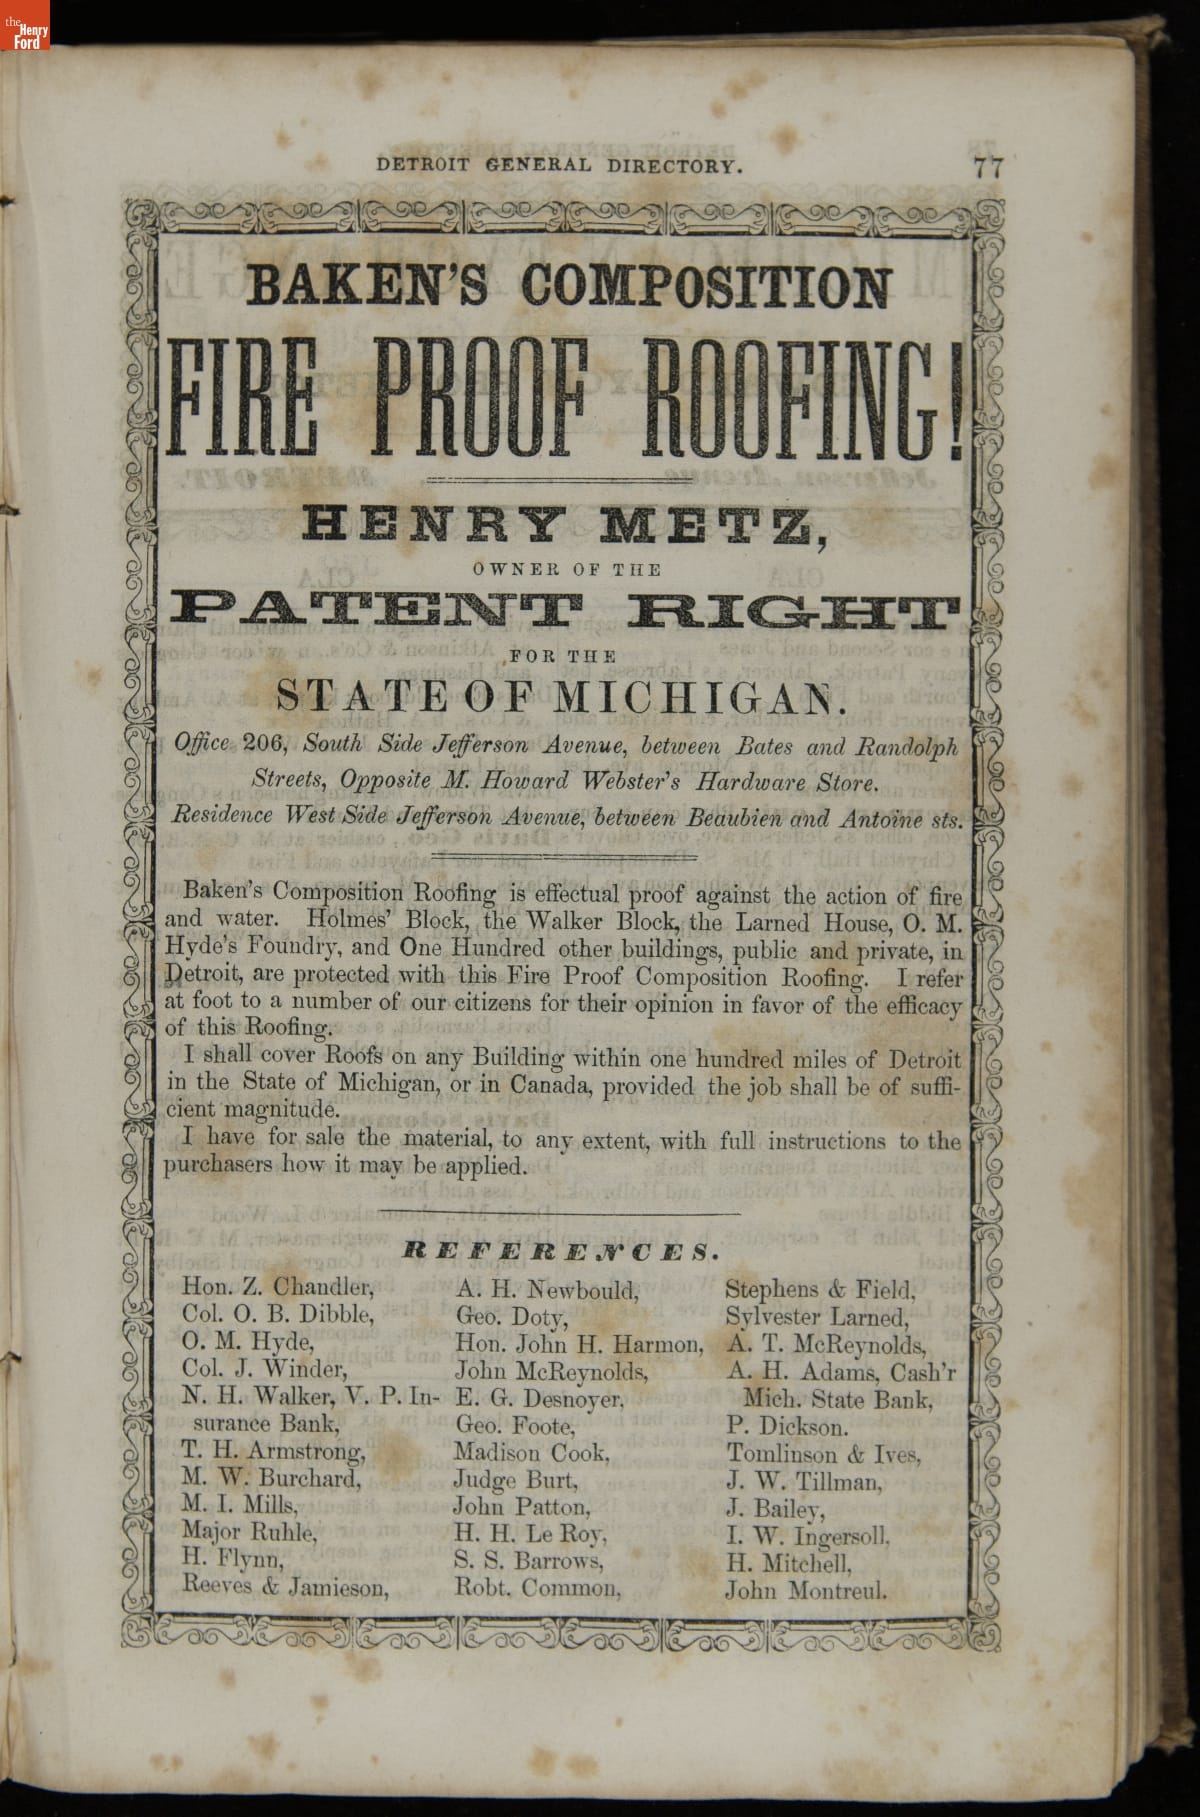 the
Henry
Ford
DETROIT GENERAL DIRECTORY. 77
BAKEN'S COMPOSITION
FIRE PROOF ROOFING!
HENRY METZ,
OWNER OF THE
PATENT RIGHT
FOR THE
STATE OF MICHIGAN.
Office 206, South Side Jefferson Avenue, between Bates and Randolph
Streets, Opposite M. Howard Webster's Hardware Store.
Residence West Side Jefferson Avenue, between Beaubien and Antoine sts.
Baken's Composition Roofing is effectual proof against the action of fire
and water. Holmes' Block, the Walker Block, the Larned House, O. M.
Hyde's Foundry, and One Hundred other buildings, public and private, in
Detroit, are protected with this Fire Proof Composition Roofing. I refer
at foot to a number of our citizens for their opinion in favor of the efficacy
of this Roofing.
I shall cover Roofs on any Building within one hundred miles of Detroit
in the State of Michigan, or in Canada, provided the job shall be of suffi-
cient magnitude.
I have for sale the material, to any extent, with full instructions to the
purchasers how it may be applied.
REFERENCES.
Hon. Z. Chandler,
Col. O. B. Dibble,
O. M. Hyde,
Col. J. Winder,
N. H. Walker, V. P. In-
surance Bank,
T. H. Armstrong,
M. W. Burchard,
M. I. Mills,
Major Ruhle,
H. Flynn,
Reeves & Jamieson,
A. H. Newbould,
Geo. Doty,
Hon. John H. Harmon,
John McReynolds,
E. G. Desnoyer,
Geo. Foote,
Madison Cook,
Judge Burt,
John Patton,
H. H. Le Roy,
S. S. Barrows,
Robt. Common,
Stephens & Field,
Sylvester Larned,
A. T. McReynolds,
A. H. Adams, Cash'r
Mich. State Bank,
P. Dickson.
Tomlinson & Ives,
J. W. Tillman,
J. Bailey,
I. W. Ingersoll,
H. Mitchell,
John Montreul.